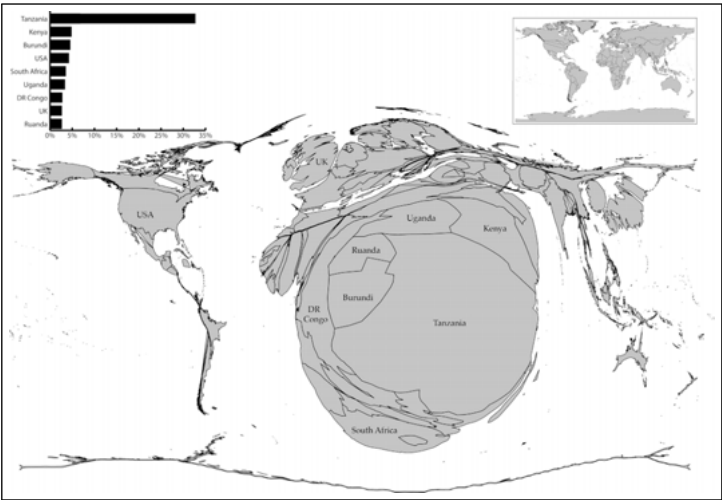 Tanzania
Kenya
Burundi
USA
South Africa
Uganda
DR Congo
UK
Ruanda
0% 5% 10% 15% 20% 25% 30% 35%
UK
USA
Uganda
Kenya
Ruanda
Burundi
DR
Congo
Tanzania
South Africa